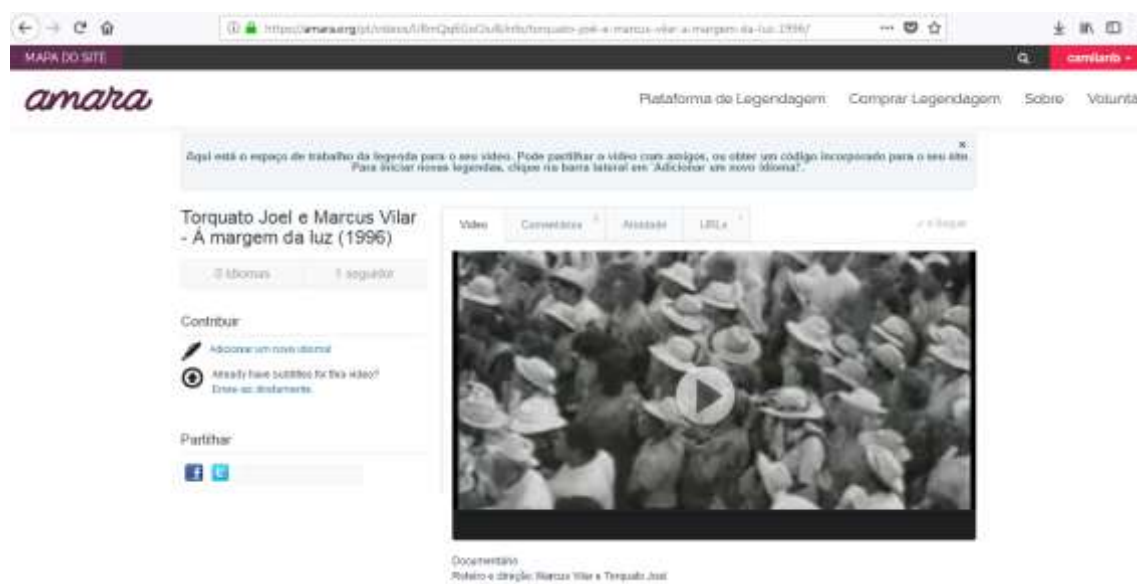 MAPA DO SITE
camilanb
amara
Plataforma de Legendagem Comprar Legendagem Sobre Voluntá
Aqui está o espaço de trabalho da legenda para o seu vídeo. Pode partilhar o vídeo com amigos, ou obter um código incorporado para o seu site.
Para iniciar novas legendas, clique na barra lateral em 'Adicionar um novo idioma!'.
Torquato Joel e Marcus Vilar
- À margem da luz (1996)
0 Idiomas 1 seguidor
Vídeo Comentários Atividade URLs
Contribuir
Adicionar um novo idioma!
Already have subtitles for this video?
Envie-as diretamente.
Partilhar
Documentário
Roteiro e direção: Marcus Vilar e Torquato Joel